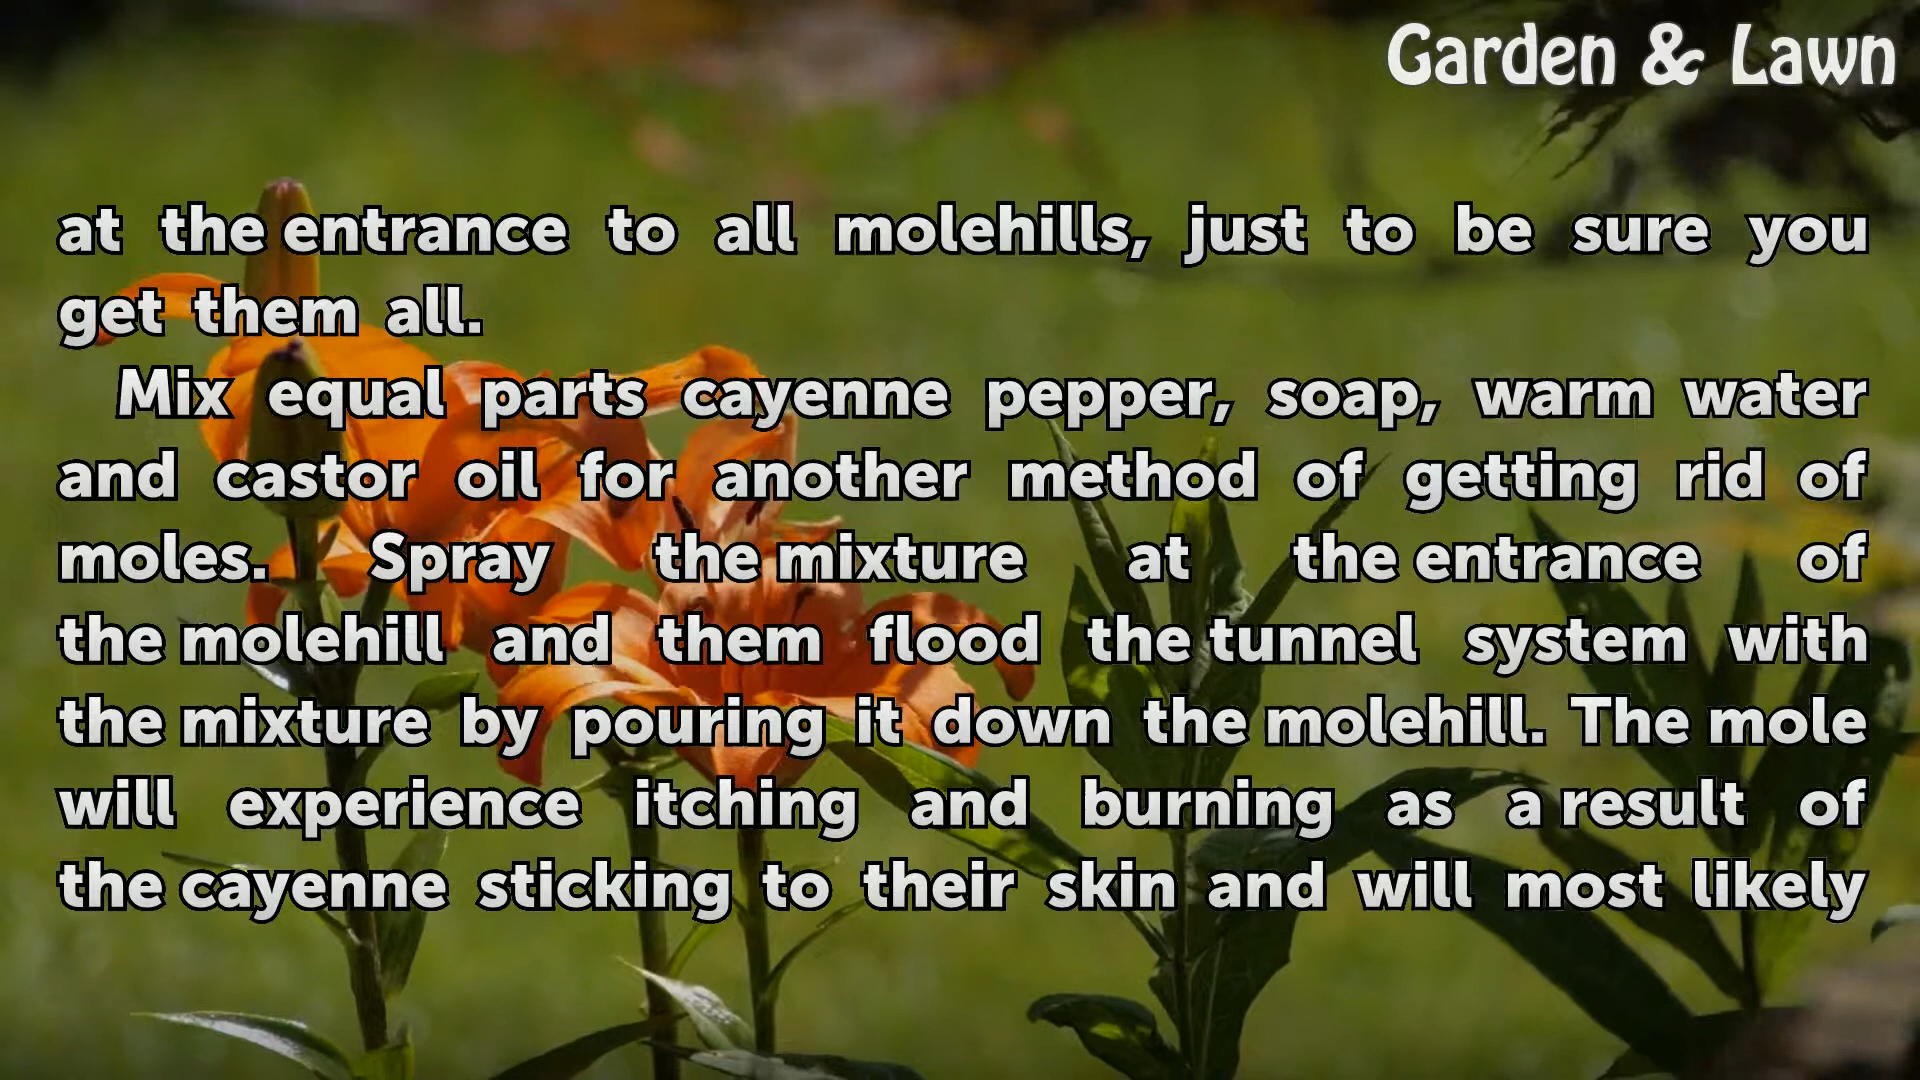 Garden & Lawn
at the entrance to all molehills, just to be sure you
get them all.
Mix equal parts cayenne pepper, soap, warm water
and castor oil for another method of getting rid of
moles. Spray the mixture at the entrance of
the molehill and them flood the tunnel system with
the mixture by pouring it down the molehill. The mole
will experience itching and burning as a result of
the cayenne sticking to their skin and will most likely